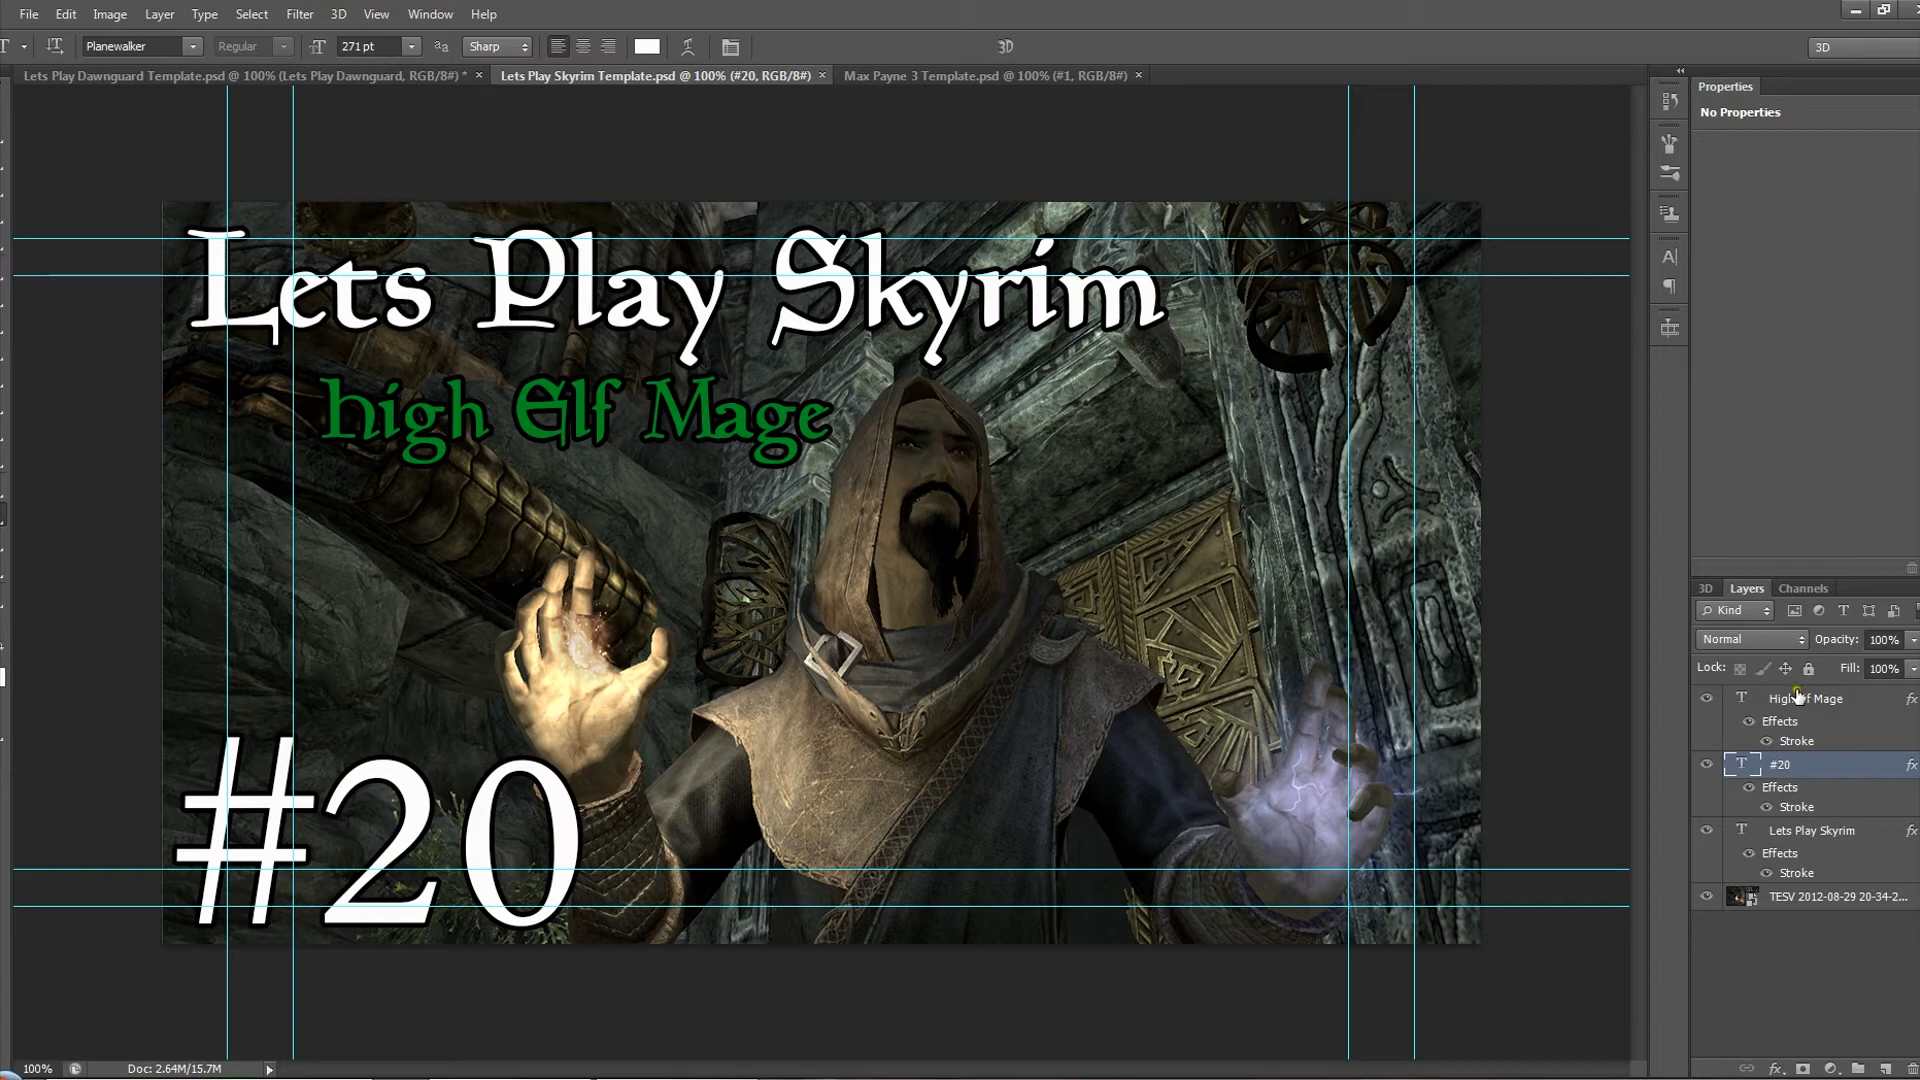 File Edit Image Layer Type Select Filter 3D View Window Help
T Planewalker Regular 271 pt Sharp 3D 3D
Lets Play Dawnguard Template.psd @ 100% (Lets Play Dawnguard, RGB/8#) * × Lets Play Skyrim Template.psd @ 100% (#20, RGB/8#) × Max Payne 3 Template.psd @ 100% (#1, RGB/8#) ×
Properties
No Properties
Lets Play Skyrim
High Elf Mage
#20
3D Layers Channels
Kind
Normal Opacity: 100%
Lock: Fill: 100%
Effects
Stroke
T #20 fx
Effects
Stroke
T Lets Play Skyrim fx
Effects
Stroke
TESV 2012-08-29 20-34-2...
100% Doc: 2.64M/15.7M